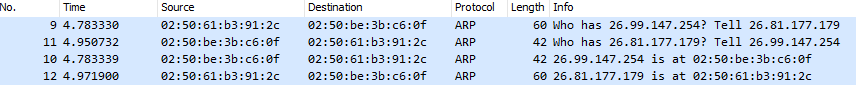 No. Time Source Destination Protocol Length Info
9 4.783330 02:50:61:b3:91:2c 02:50:be:3b:c6:0f ARP 60 Who has 26.99.147.254? Tell 26.81.177.179
11 4.950732 02:50:be:3b:c6:0f 02:50:61:b3:91:2c ARP 42 Who has 26.81.177.179? Tell 26.99.147.254
10 4.783339 02:50:be:3b:c6:0f 02:50:61:b3:91:2c ARP 42 26.99.147.254 is at 02:50:be:3b:c6:0f
12 4.971900 02:50:61:b3:91:2c 02:50:be:3b:c6:0f ARP 60 26.81.177.179 is at 02:50:61:b3:91:2c